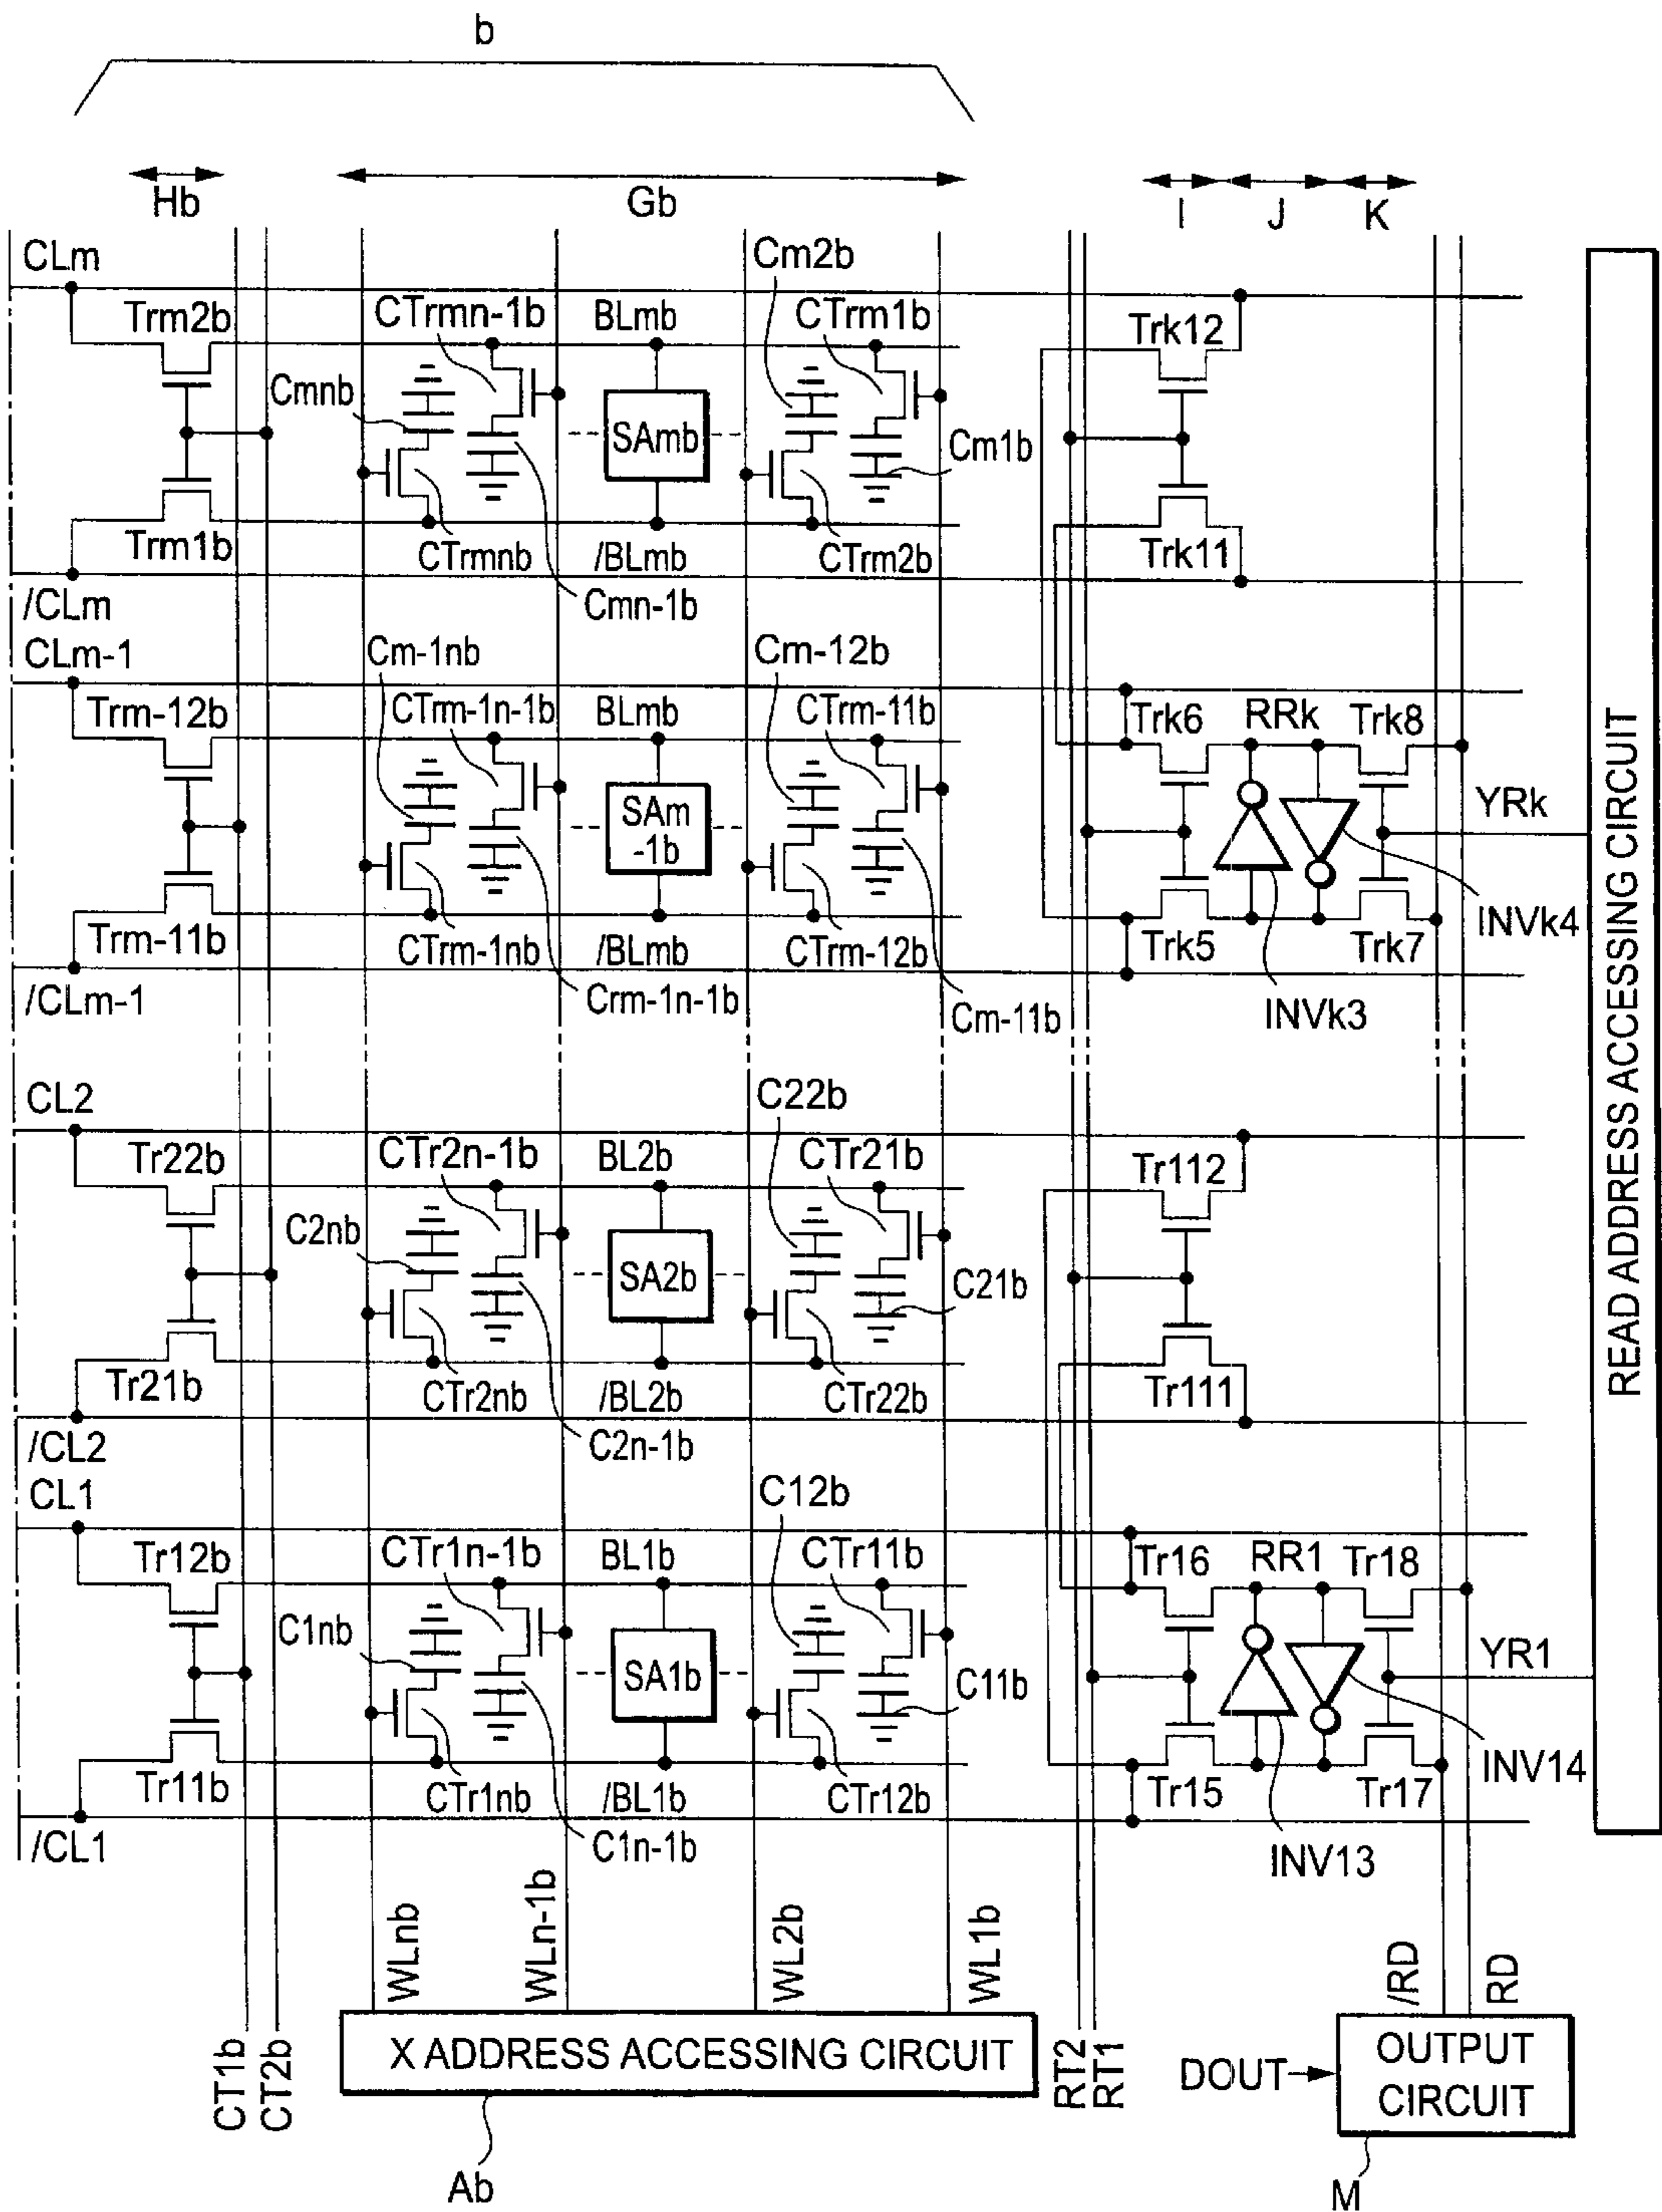 b
Hb
Gb
I
J
K
CLm
Trm2b
CTrmn-1b
BLmb
Cm2b
CTrm1b
Trk12
Cmnb
SAmb
Cm1b
Trm1b
CTrmnb
/BLmb
CTrm2b
Trk11
/CLm
Cmn-1b
CLm-1
Cm-1nb
Cm-12b
Trm-12b
CTrm-1n-1b
BLmb
CTrm-11b
Trk6
RRk
Trk8
YRk
SAm
-1b
INVk4
Trm-11b
CTrm-1nb
/BLmb
CTrm-12b
Trk5
Trk7
/CLm-1
Crm-1n-1b
Cm-11b
INVk3
READ ADDRESS ACCESSING CIRCUIT
CL2
C22b
Tr22b
CTr2n-1b
BL2b
CTr21b
Tr112
C2nb
SA2b
C21b
Tr21b
CTr2nb
/BL2b
CTr22b
Tr111
/CL2
C2n-1b
CL1
C12b
Tr12b
CTr1n-1b
BL1b
CTr11b
Tr16
RR1
Tr18
C1nb
SA1b
C11b
YR1
INV14
Tr11b
CTr1nb
/BL1b
CTr12b
Tr15
Tr17
/CL1
C1n-1b
INV13
WLnb
WLn-1b
WL2b
WL1b
/RD
RD
CT1b
CT2b
X ADDRESS ACCESSING CIRCUIT
RT2
RT1
DOUT
OUTPUT
CIRCUIT
Ab
M